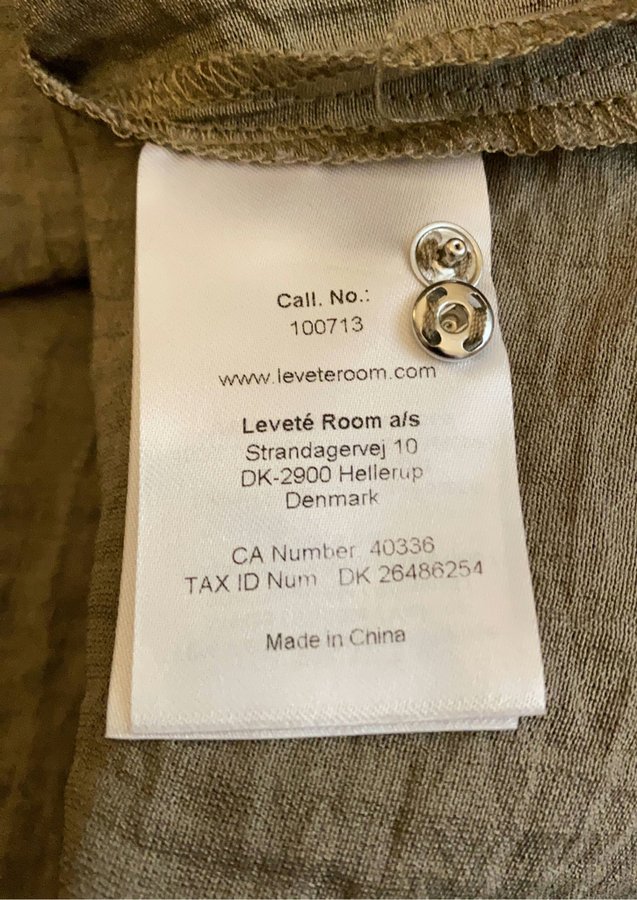 Call. No.:
100713
www.leveteroom.com
Leveté Room a/s
Strandagervej 10
DK-2900 Hellerup
Denmark
CA Number 40336
TAX ID Num DK 26486254
Made in China